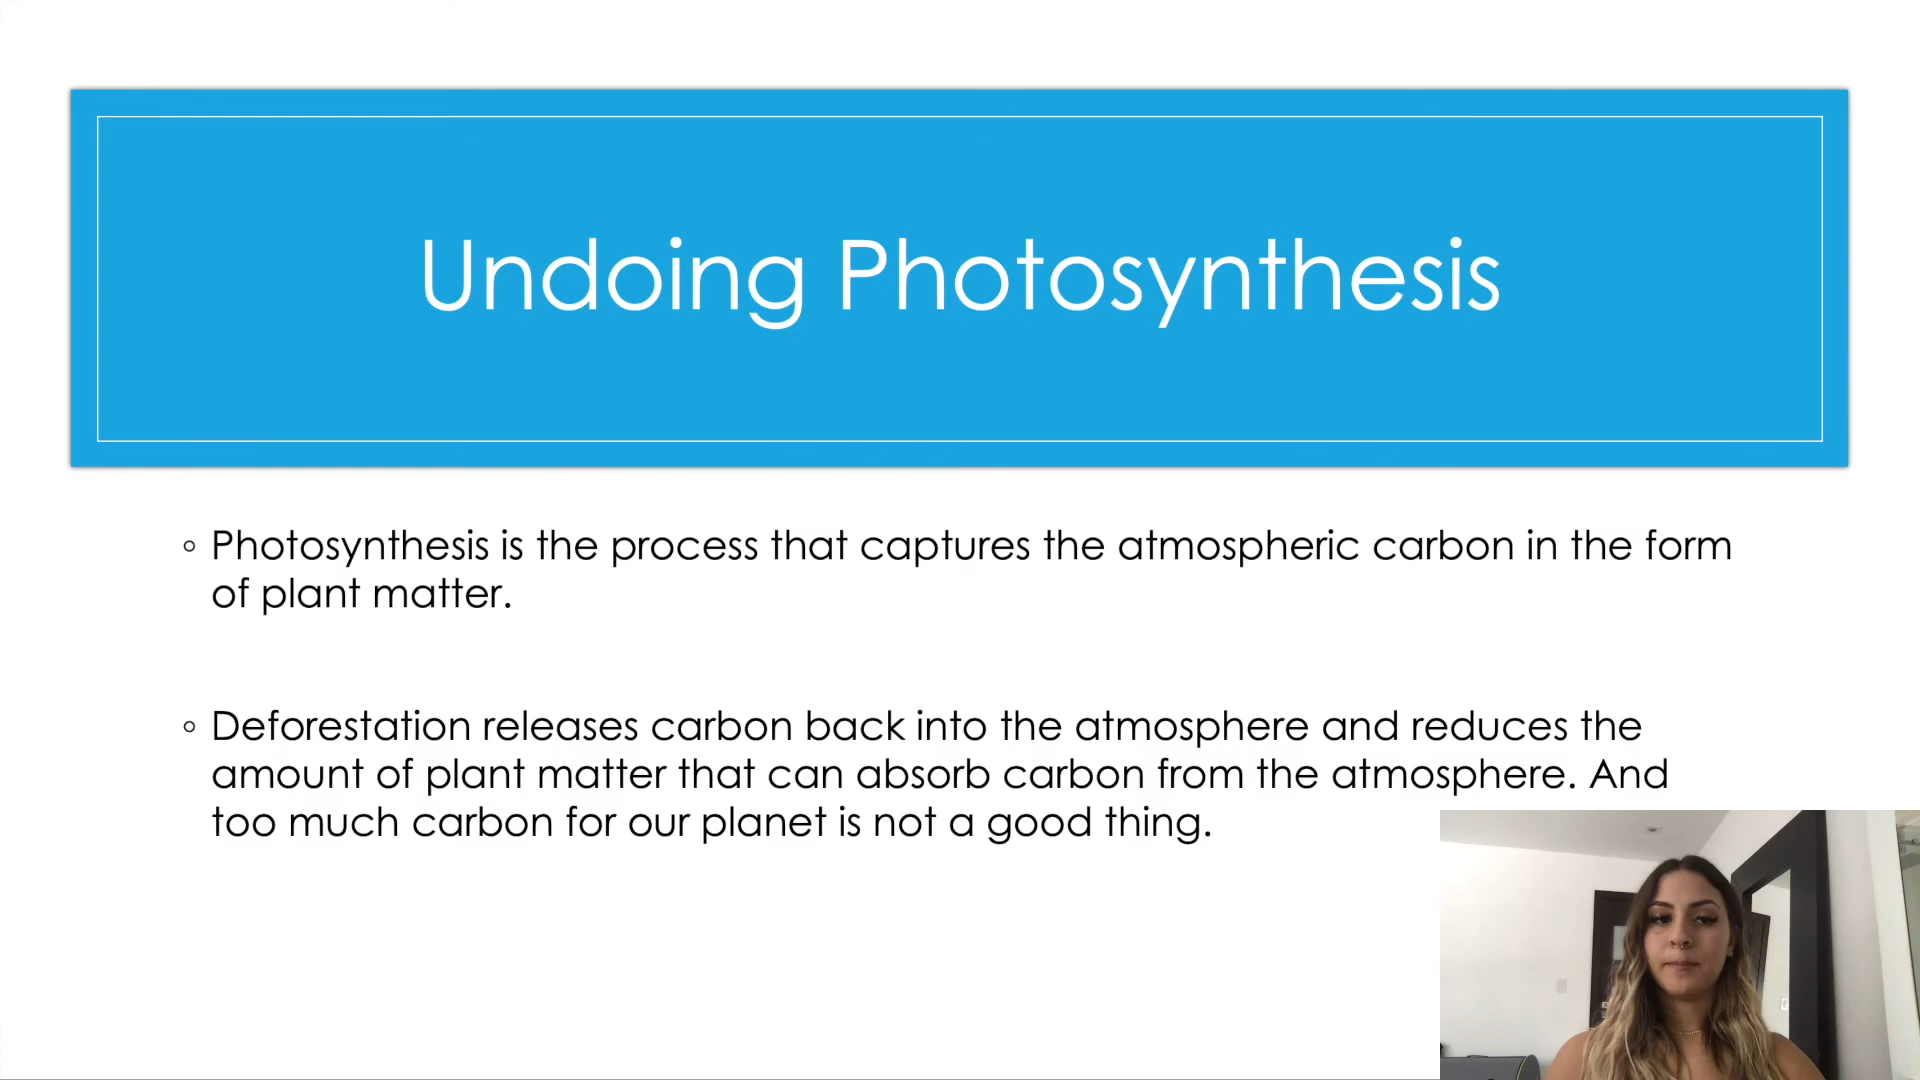 Undoing Photosynthesis
◦ Photosynthesis is the process that captures the atmospheric carbon in the form
of plant matter.
◦ Deforestation releases carbon back into the atmosphere and reduces the
amount of plant matter that can absorb carbon from the atmosphere. And
too much carbon for our planet is not a good thing.